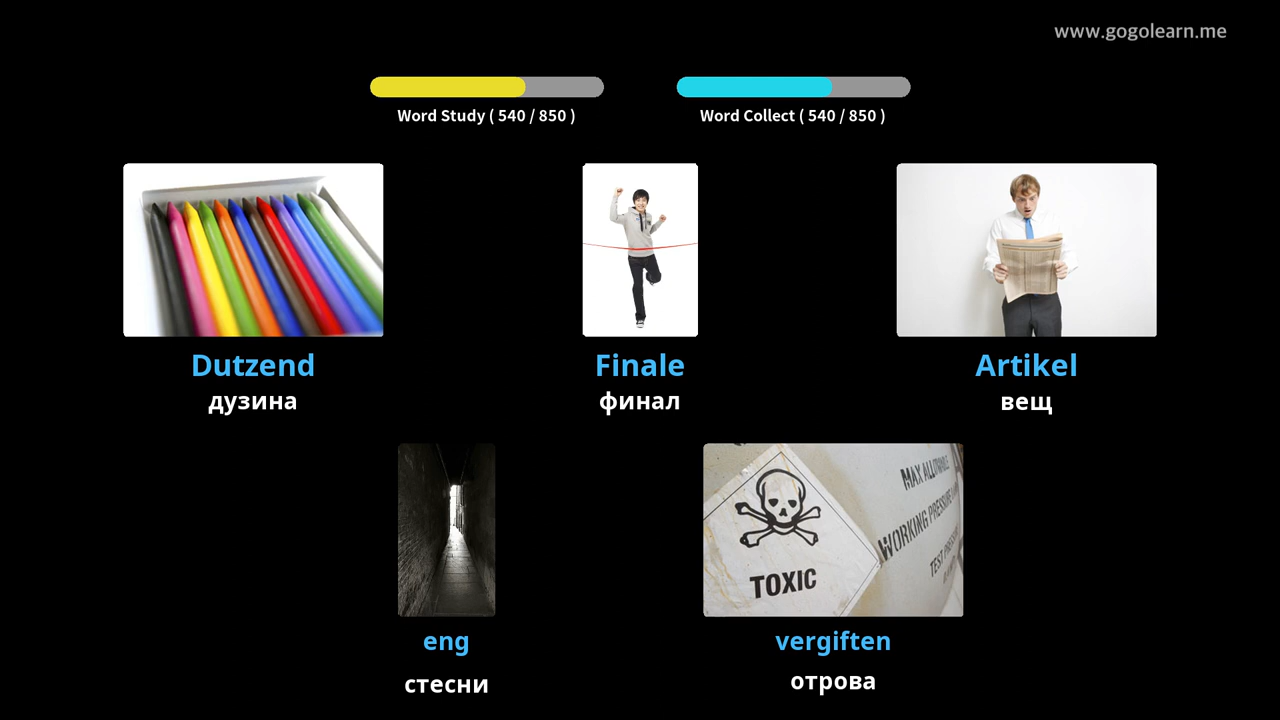 www.gogolearn.me
Word Study ( 540 / 850 )
Word Collect ( 540 / 850 )
Dutzend
дузина
Finale
финал
Artikel
вещ
TOXIC
MAX ALLOWABLE
WORKING PRESSURE
TEST PRESSURE
eng
стесни
vergiften
отрова